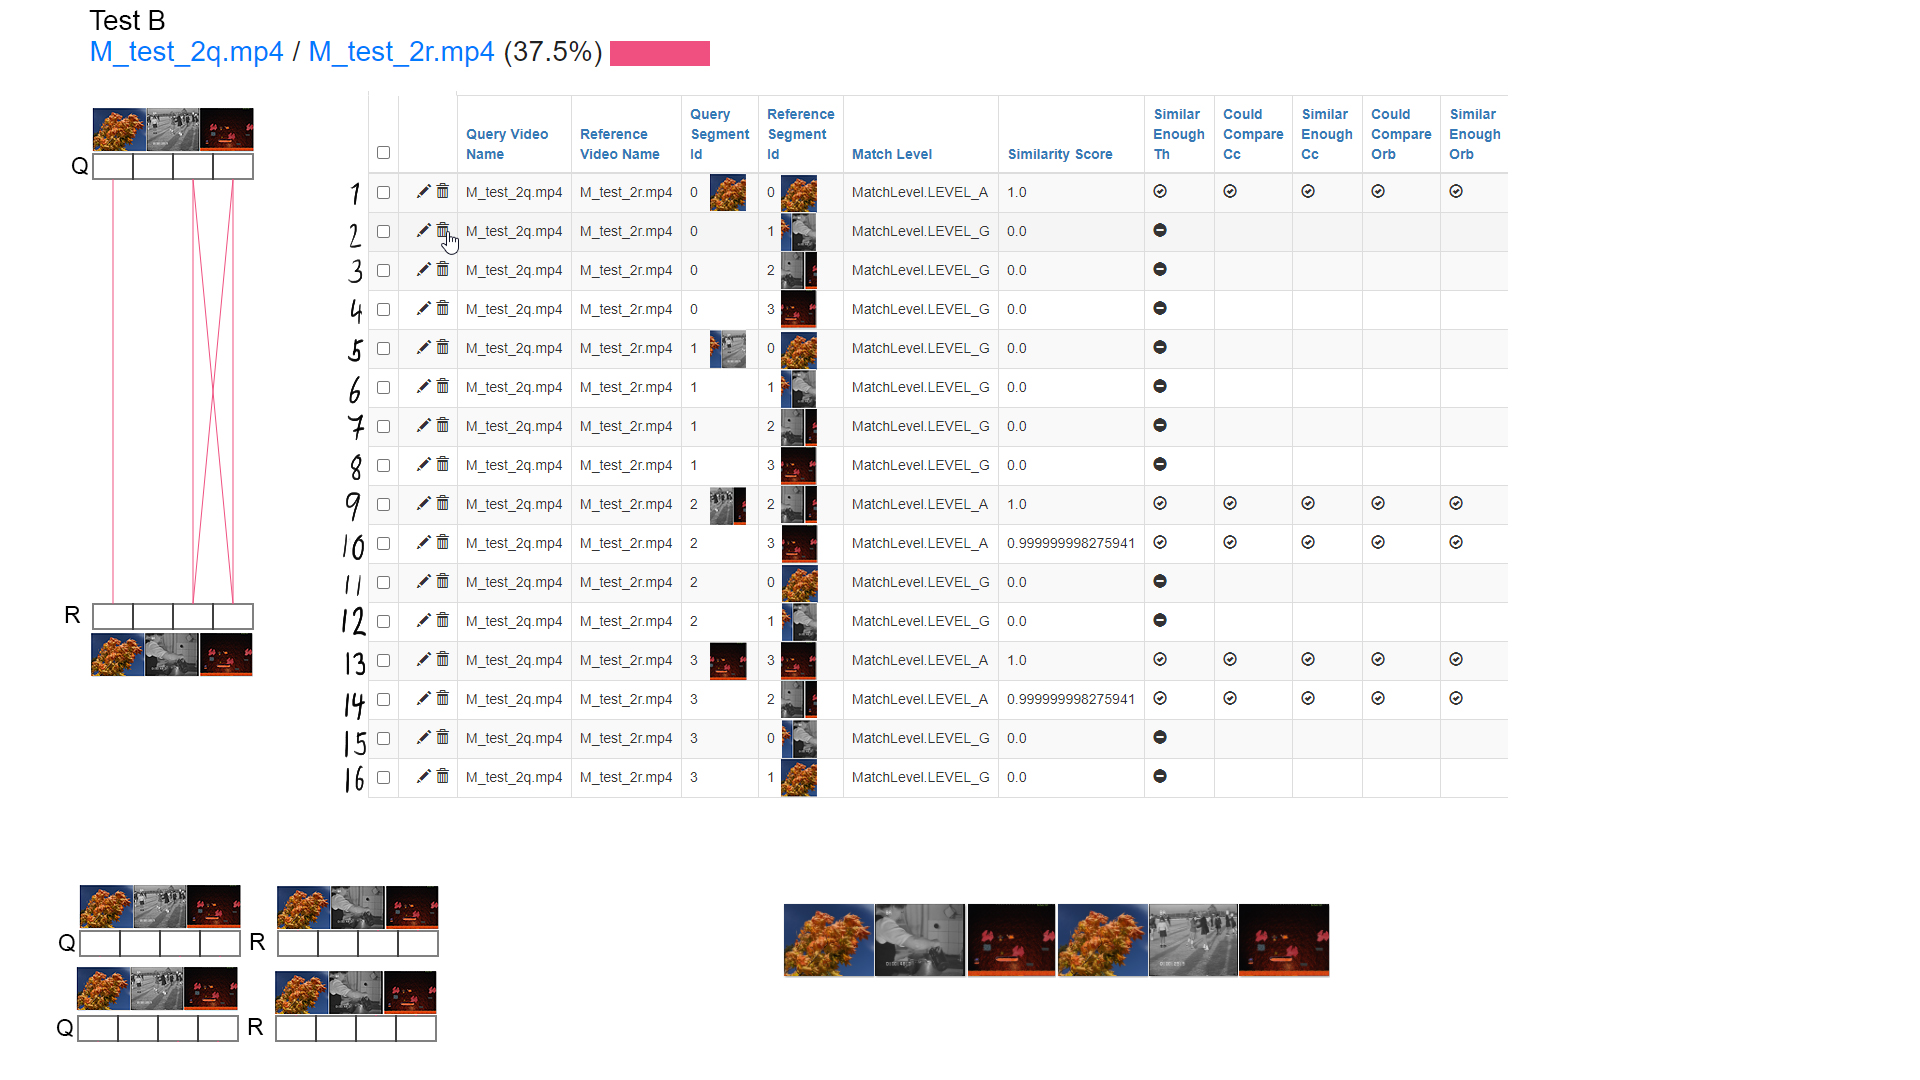 Test B
M_test_2q.mp4 / M_test_2r.mp4 (37.5%)
Query Video Name Reference Video Name Query Segment Id Reference Segment Id Match Level Similarity Score Similar Enough Th Could Compare Cc Similar Enough Cc Could Compare Orb Similar Enough Orb
Q
1 M_test_2q.mp4 M_test_2r.mp4 0 0 MatchLevel.LEVEL_A 1.0
2 M_test_2q.mp4 M_test_2r.mp4 0 1 MatchLevel.LEVEL_G 0.0
3 M_test_2q.mp4 M_test_2r.mp4 0 2 MatchLevel.LEVEL_G 0.0
4 M_test_2q.mp4 M_test_2r.mp4 0 3 MatchLevel.LEVEL_G 0.0
5 M_test_2q.mp4 M_test_2r.mp4 1 0 MatchLevel.LEVEL_G 0.0
6 M_test_2q.mp4 M_test_2r.mp4 1 1 MatchLevel.LEVEL_G 0.0
7 M_test_2q.mp4 M_test_2r.mp4 1 2 MatchLevel.LEVEL_G 0.0
8 M_test_2q.mp4 M_test_2r.mp4 1 3 MatchLevel.LEVEL_G 0.0
9 M_test_2q.mp4 M_test_2r.mp4 2 2 MatchLevel.LEVEL_A 1.0
10 M_test_2q.mp4 M_test_2r.mp4 2 3 MatchLevel.LEVEL_A 0.999999998275941
11 M_test_2q.mp4 M_test_2r.mp4 2 0 MatchLevel.LEVEL_G 0.0
R
12 M_test_2q.mp4 M_test_2r.mp4 2 1 MatchLevel.LEVEL_G 0.0
13 M_test_2q.mp4 M_test_2r.mp4 3 3 MatchLevel.LEVEL_A 1.0
14 M_test_2q.mp4 M_test_2r.mp4 3 2 MatchLevel.LEVEL_A 0.999999998275941
15 M_test_2q.mp4 M_test_2r.mp4 3 0 MatchLevel.LEVEL_G 0.0
16 M_test_2q.mp4 M_test_2r.mp4 3 1 MatchLevel.LEVEL_G 0.0
Q R
Q R